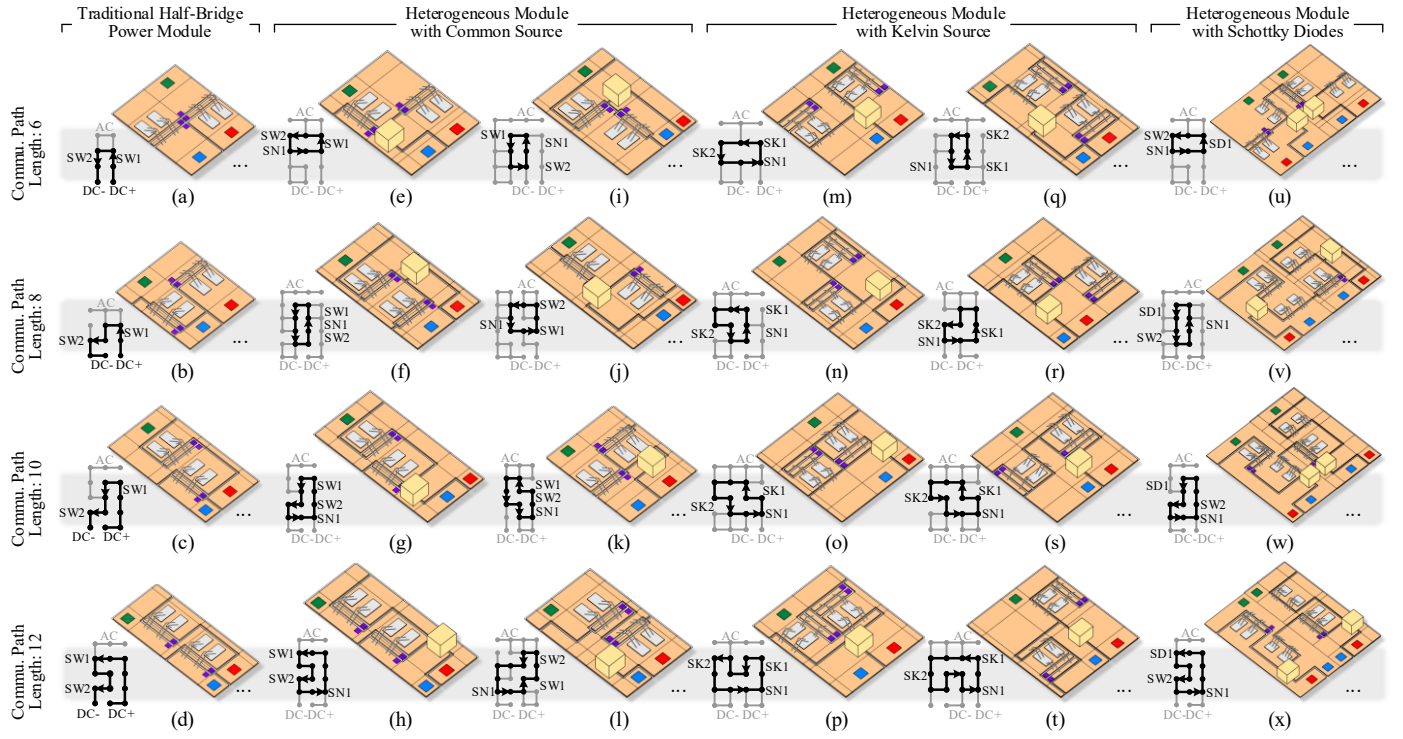 Traditional Half-Bridge
Power Module
Heterogeneous Module
with Common Source
Heterogeneous Module
with Kelvin Source
Heterogeneous Module
with Schottky Diodes
Commu. Path
Length: 6
AC
SW2
SW1
DC- DC+
...
(a)
AC
SW2
SN1
SW1
DC- DC+
(e)
AC
SW1
SN1
SW2
DC- DC+
...
(i)
AC
SK2
SN1
DC- DC+
(m)
AC
SK2
SN1
SK1
DC- DC+
...
(q)
AC
SW2
SN1
SD1
DC- DC+
...
(u)
Commu. Path
Length: 8
AC
SW1
SW2
DC- DC+
...
(b)
AC
SW1
SN1
SW2
DC- DC+
(f)
AC
SW2
SN1
SW1
DC- DC+
...
(j)
AC
SK1
SK2
SN1
DC- DC+
(n)
AC
SK2
SK1
SN1
DC- DC+
...
(r)
AC
SD1
SN1
SW2
DC- DC+
...
(v)
Commu. Path
Length: 10
AC
SW1
SW2
DC- DC+
...
(c)
AC
SW1
SW2
SN1
DC- DC+
(g)
AC
SW1
SW2
SN1
DC- DC+
...
(k)
AC
SK1
SK2
SN1
DC- DC+
(o)
AC
SK1
SK2
SN1
DC- DC+
...
(s)
AC
SD1
SW2
SN1
DC- DC+
...
(w)
Commu. Path
Length: 12
AC
SW1
SW2
DC- DC+
...
(d)
AC
SW1
SW2
SN1
DC-DC+
(h)
AC
SW2
SW1
SN1
DC- DC+
...
(l)
AC
SK2
SK1
SN1
DC- DC+
(p)
AC
SK1
SK2
SN1
DC- DC+
...
(t)
AC
SD1
SW2
SN1
DC-DC+
...
(x)